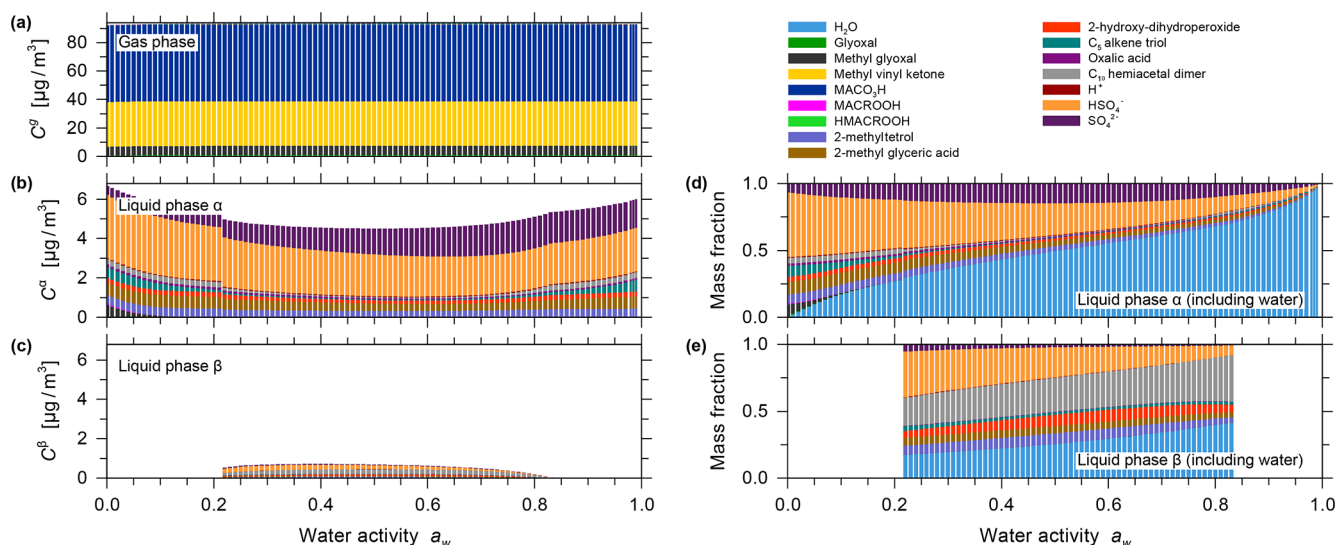 (a)
Gas phase
C^g [µg / m³]
80
60
40
20
0
(b)
Liquid phase α
C^α [µg / m³]
6
4
2
0
(c)
Liquid phase β
C^β [µg / m³]
6
4
2
0
0.0 0.2 0.4 0.6 0.8 1.0
Water activity a_w
H₂O
Glyoxal
Methyl glyoxal
Methyl vinyl ketone
MACO₃H
MACROOH
HMACROOH
2-methyltetrol
2-methyl glyceric acid
2-hydroxy-dihydroperoxide
C₅ alkene triol
Oxalic acid
C₁₀ hemiacetal dimer
H⁺
HSO₄⁻
SO₄²⁻
(d)
Mass fraction
1.0
0.5
0.0
Liquid phase α (including water)
(e)
Mass fraction
1.0
0.5
0.0
Liquid phase β (including water)
0.0 0.2 0.4 0.6 0.8 1.0
Water activity a_w